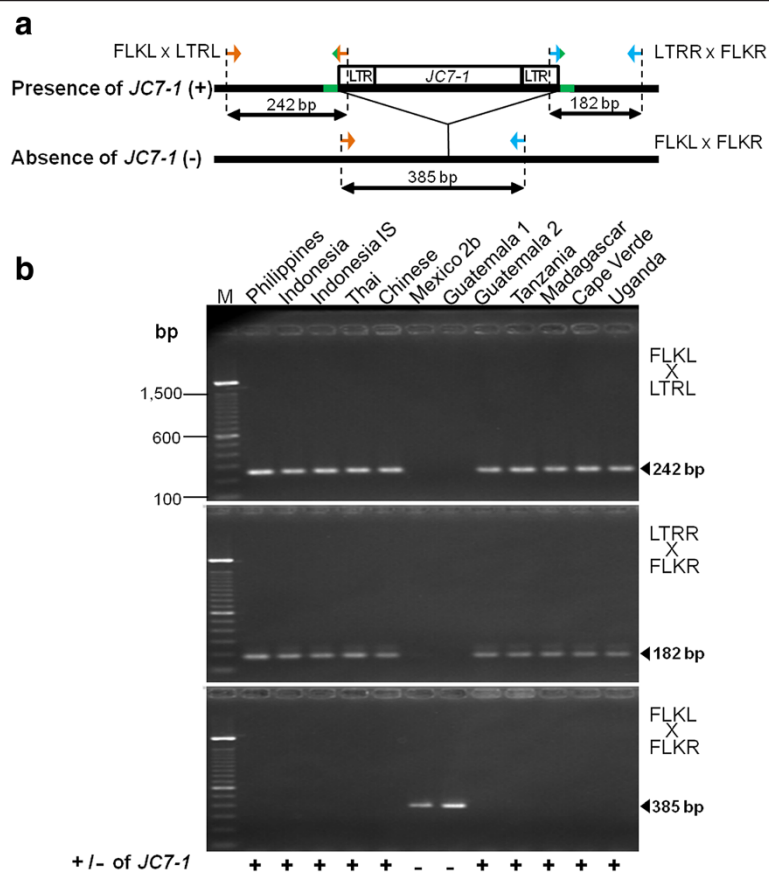 a
FLKL x LTRL
LTRR x FLKR
LTR JC7-1 LTR
Presence of JC7-1 (+)
242 bp
182 bp
FLKL x FLKR
Absence of JC7-1 (-)
385 bp
b
M Philippines Indonesia Indonesia IS Thai Chinese Mexico 2b Guatemala 1 Guatemala 2 Tanzania Madagascar Cape Verde Uganda
bp
FLKL
X
LTRL
1,500
600
242 bp
100
LTRR
X
FLKR
182 bp
FLKL
X
FLKR
385 bp
+/- of JC7-1 + + + + + - - + + + + +